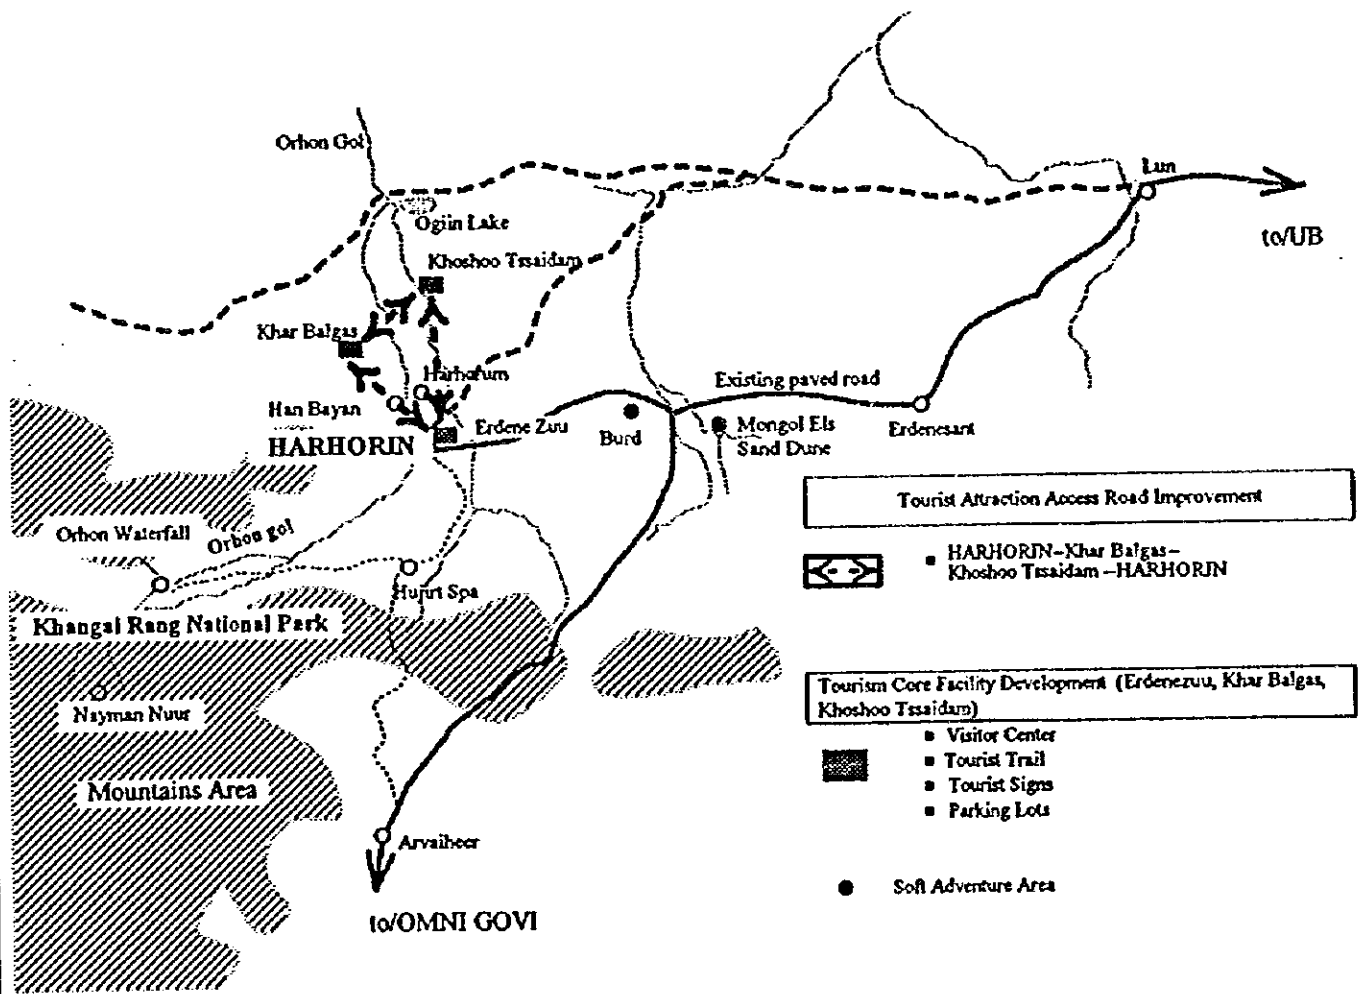 Orhon Gol
Lun
Ogiin Lake
to/UB
Khoshoo Tssaidam
Khar Balgas
Harhorum
Existing paved road
Han Bayan
Erdene Zuu
Burd
Mongol Els
Sand Dune
Erdenesant
HARHORIN
Tourist Attraction Access Road Improvement
Orhon Waterfall
Orhon gol
HARHORIN-Khar Balgas-
Khoshoo Tssaidam-HARHORIN
Hujirt Spa
Khangai Rang National Park
Tourism Core Facility Development (Erdenezuu, Khar Balgas,
Khoshoo Tssaidam)
Nayman Nuur
Visitor Center
Tourist Trail
Tourist Signs
Parking Lots
Mountains Area
Arvaiheer
Soft Adventure Area
to/OMNI GOVI